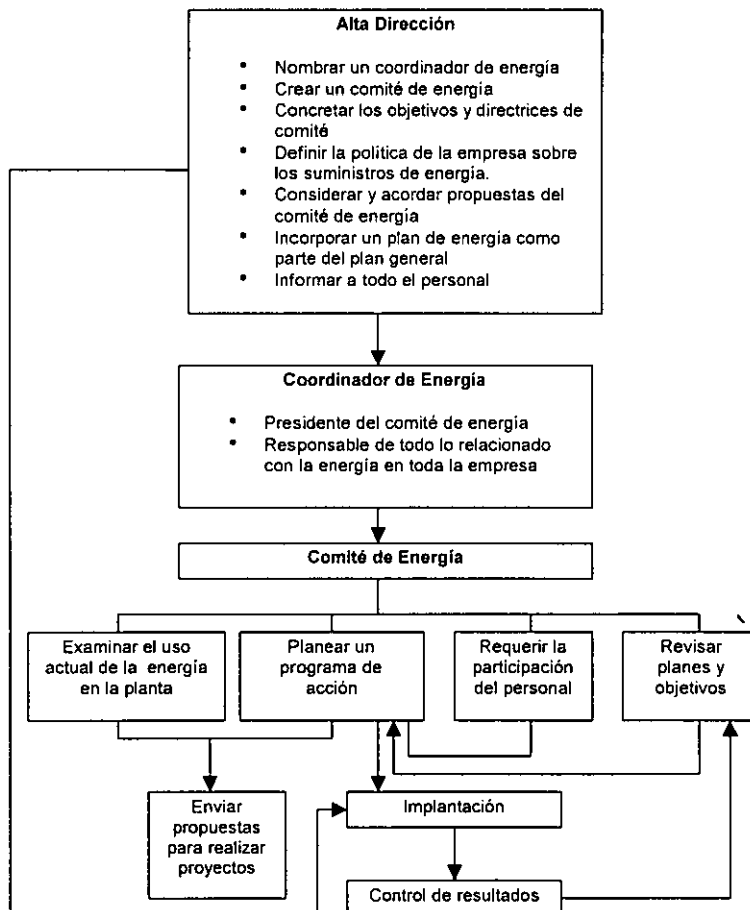 Alta Dirección
* Nombrar un coordinador de energía
* Crear un comité de energía
* Concretar los objetivos y directrices de
comité
* Definir la política de la empresa sobre
los suministros de energía.
* Considerar y acordar propuestas del
comité de energía
* Incorporar un plan de energía como
parte del plan general
* Informar a todo el personal
Coordinador de Energía
* Presidente del comité de energía
* Responsable de todo lo relacionado
con la energía en toda la empresa
Comité de Energía
Examinar el uso
actual de la energía
en la planta
Planear un
programa de
acción
Requerir la
participación
del personal
Revisar
planes y
objetivos
Enviar
propuestas
para realizar
proyectos
Implantación
Control de resultados